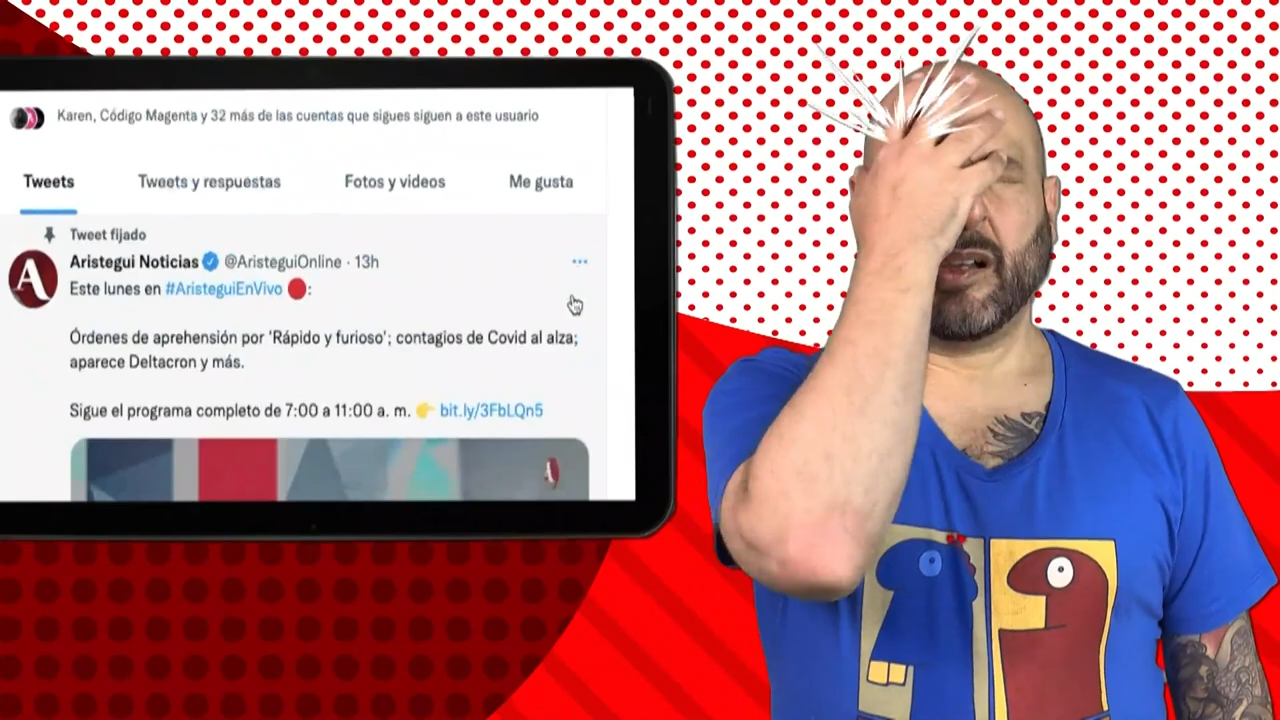 Karen, Código Magenta y 32 más de las cuentas que sigues siguen a este usuario
Tweets
Tweets y respuestas
Fotos y videos
Me gusta
Tweet fijado
Aristegui Noticias @AristeguiOnline · 13h
Este lunes en #AristeguiEnVivo 🔴:
Órdenes de aprehensión por 'Rápido y furioso'; contagios de Covid al alza;
aparece Deltacron y más.
Sigue el programa completo de 7:00 a 11:00 a. m. 👉 bit.ly/3FbLQn5
A
A